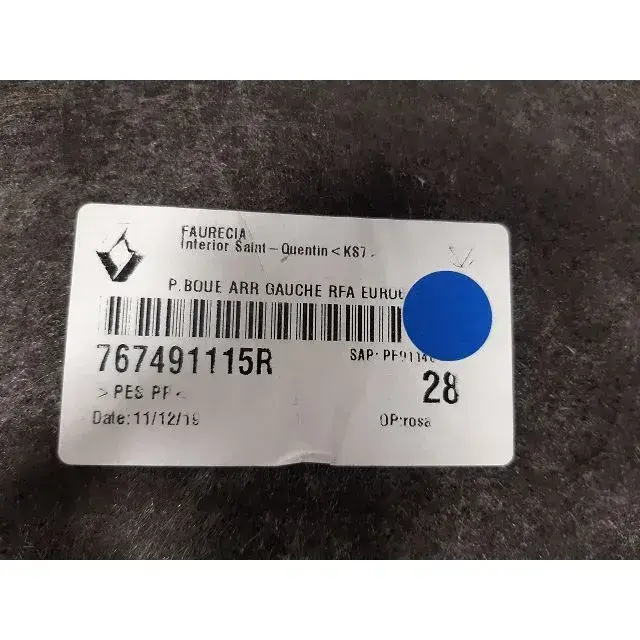 FAURECIA
Interior Saint-Quentin <KS7>
P.BOUE ARR GAUCHE RFA
767491115R
SAP:
28
>PES PP<
Date:11/12/19
OP:rosa